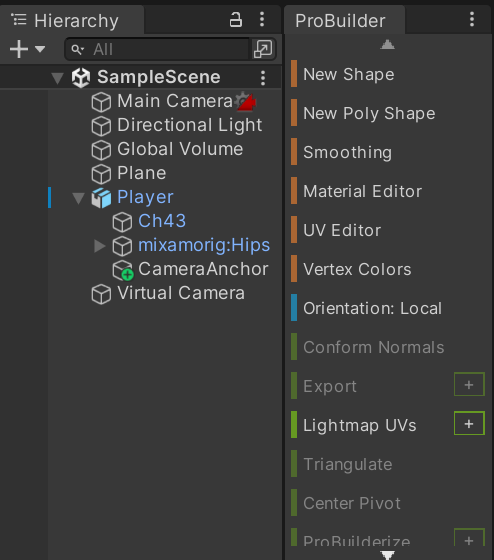 Hierarchy
All
SampleScene
Main Camera
Directional Light
Global Volume
Plane
Player
Ch43
mixamorig:Hips
CameraAnchor
Virtual Camera
ProBuilder
New Shape
New Poly Shape
Smoothing
Material Editor
UV Editor
Vertex Colors
Orientation: Local
Conform Normals
Export
Lightmap UVs
Triangulate
Center Pivot
ProBuilderize